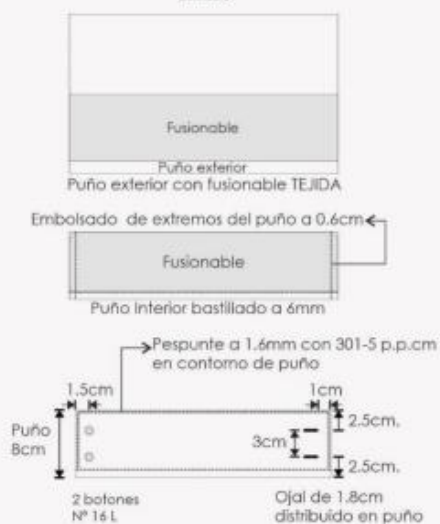 Fusionable
Puño exterior
Puño exterior con fusionable TEJIDA
Embolsado de extremos del puño a 0.6cm
Fusionable
Puño interior bastillado a 6mm
Pespunte a 1.6mm con 301-5 p.p.cm
en contorno de puño
1.5cm
1cm
Puño
8cm
3cm
2.5cm.
2.5cm.
2 botones
Nº 16 L
Ojal de 1.8cm
distribuido en puño